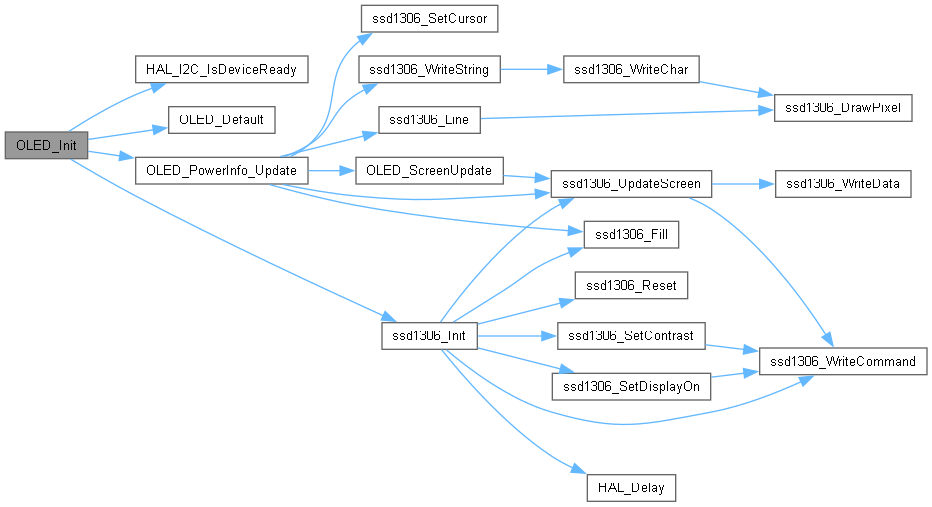 OLED_Init
HAL_I2C_IsDeviceReady
OLED_Default
OLED_PowerInfo_Update
ssd1306_SetCursor
ssd1306_WriteString
ssd1306_Line
OLED_ScreenUpdate
ssd1306_Init
ssd1306_WriteChar
ssd1306_UpdateScreen
ssd1306_Fill
ssd1306_Reset
ssd1306_SetContrast
ssd1306_SetDisplayOn
HAL_Delay
ssd1306_DrawPixel
ssd1306_WriteData
ssd1306_WriteCommand